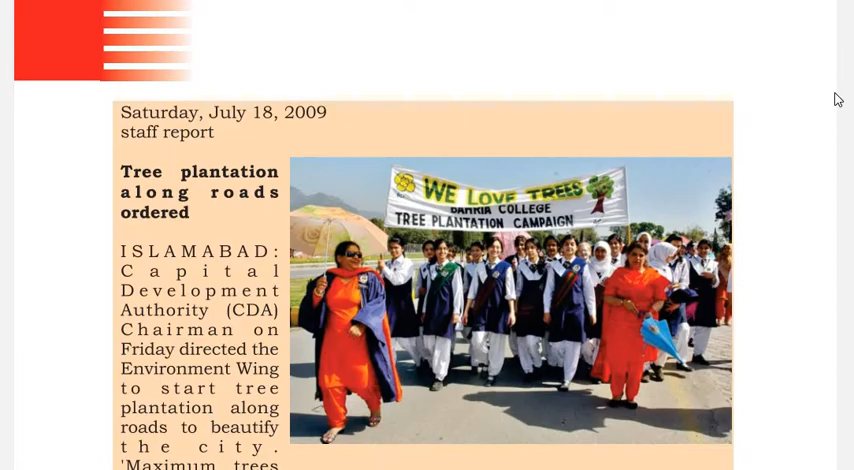 Saturday, July 18, 2009
staff report
Tree plantation
along roads
ordered
ISLAMABAD:
Capital
Development
Authority (CDA)
Chairman on
Friday directed the
Environment Wing
to start tree
plantation along
roads to beautify
the city.
'Maximum trees
WE LOVE TREES
BAHRIA COLLEGE
TREE PLANTATION CAMPAIGN